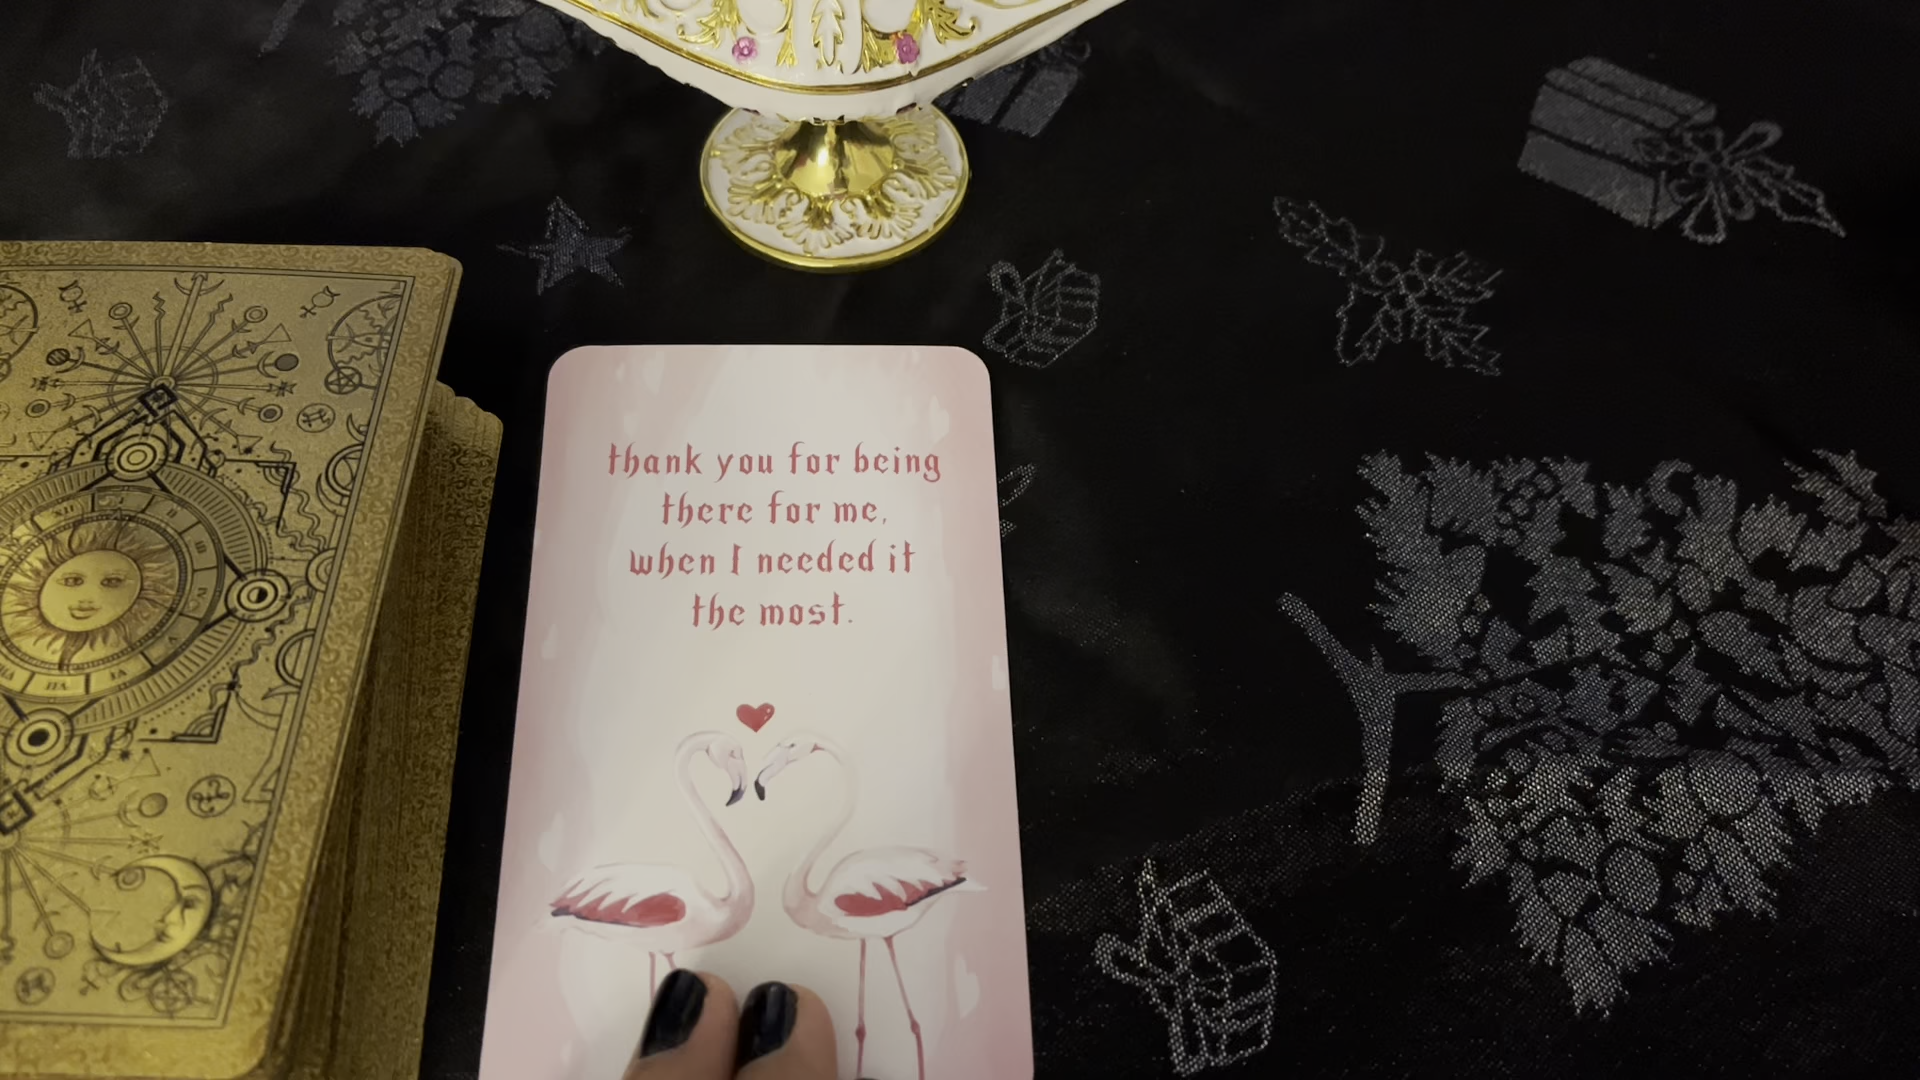 thank you for being
there for me,
when I needed it
the most.